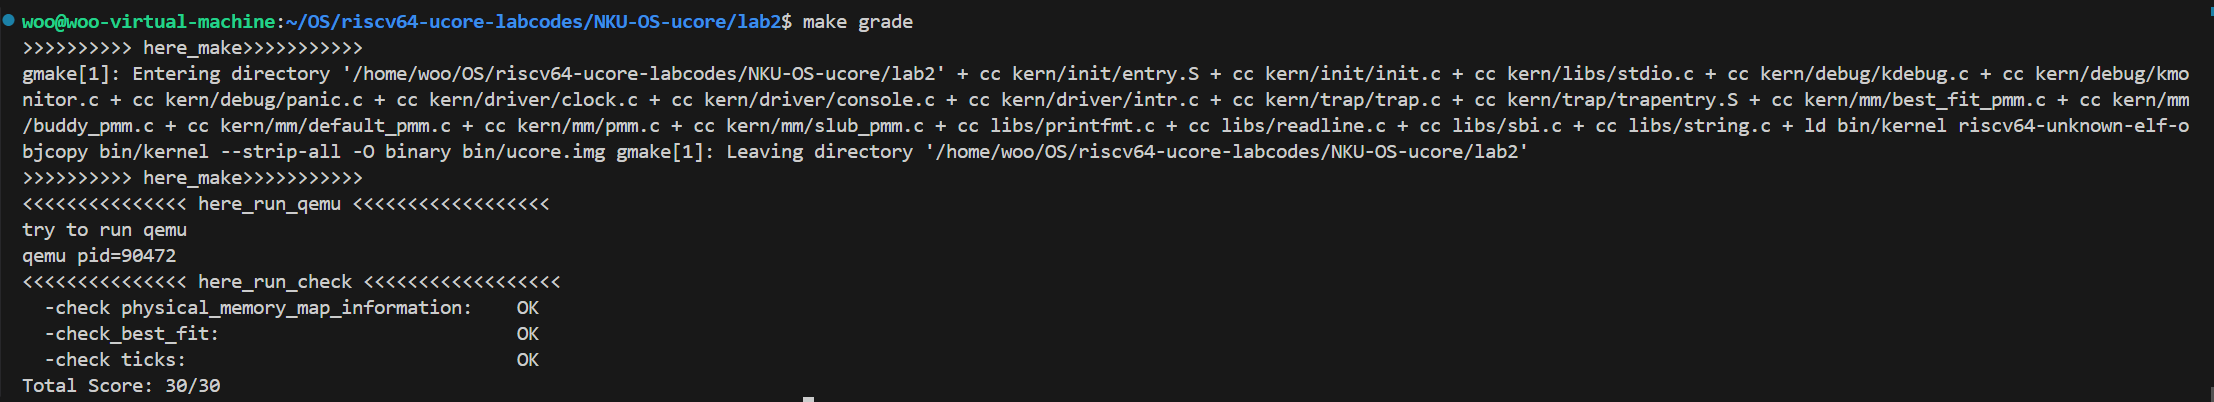 woo@woo-virtual-machine:~/OS/riscv64-ucore-labcodes/NKU-OS-ucore/lab2$ make grade
>>>>>>>>>> here_make>>>>>>>>>>>
gmake[1]: Entering directory '/home/woo/OS/riscv64-ucore-labcodes/NKU-OS-ucore/lab2' + cc kern/init/entry.S + cc kern/init/init.c + cc kern/libs/stdio.c + cc kern/debug/kdebug.c + cc kern/debug/kmo
nitor.c + cc kern/debug/panic.c + cc kern/driver/clock.c + cc kern/driver/console.c + cc kern/driver/intr.c + cc kern/trap/trap.c + cc kern/trap/trapentry.S + cc kern/mm/best_fit_pmm.c + cc kern/mm
/buddy_pmm.c + cc kern/mm/default_pmm.c + cc kern/mm/pmm.c + cc kern/mm/slub_pmm.c + cc libs/printfmt.c + cc libs/readline.c + cc libs/sbi.c + cc libs/string.c + ld bin/kernel riscv64-unknown-elf-o
bjcopy bin/kernel --strip-all -O binary bin/ucore.img gmake[1]: Leaving directory '/home/woo/OS/riscv64-ucore-labcodes/NKU-OS-ucore/lab2'
>>>>>>>>>> here_make>>>>>>>>>>>
<<<<<<<<<<<<<<< here_run_qemu <<<<<<<<<<<<<<<<<<
try to run qemu
qemu pid=90472
<<<<<<<<<<<<<<< here_run_check <<<<<<<<<<<<<<<<<<
  -check physical_memory_map_information:    OK
  -check_best_fit:                           OK
  -check ticks:                              OK
Total Score: 30/30